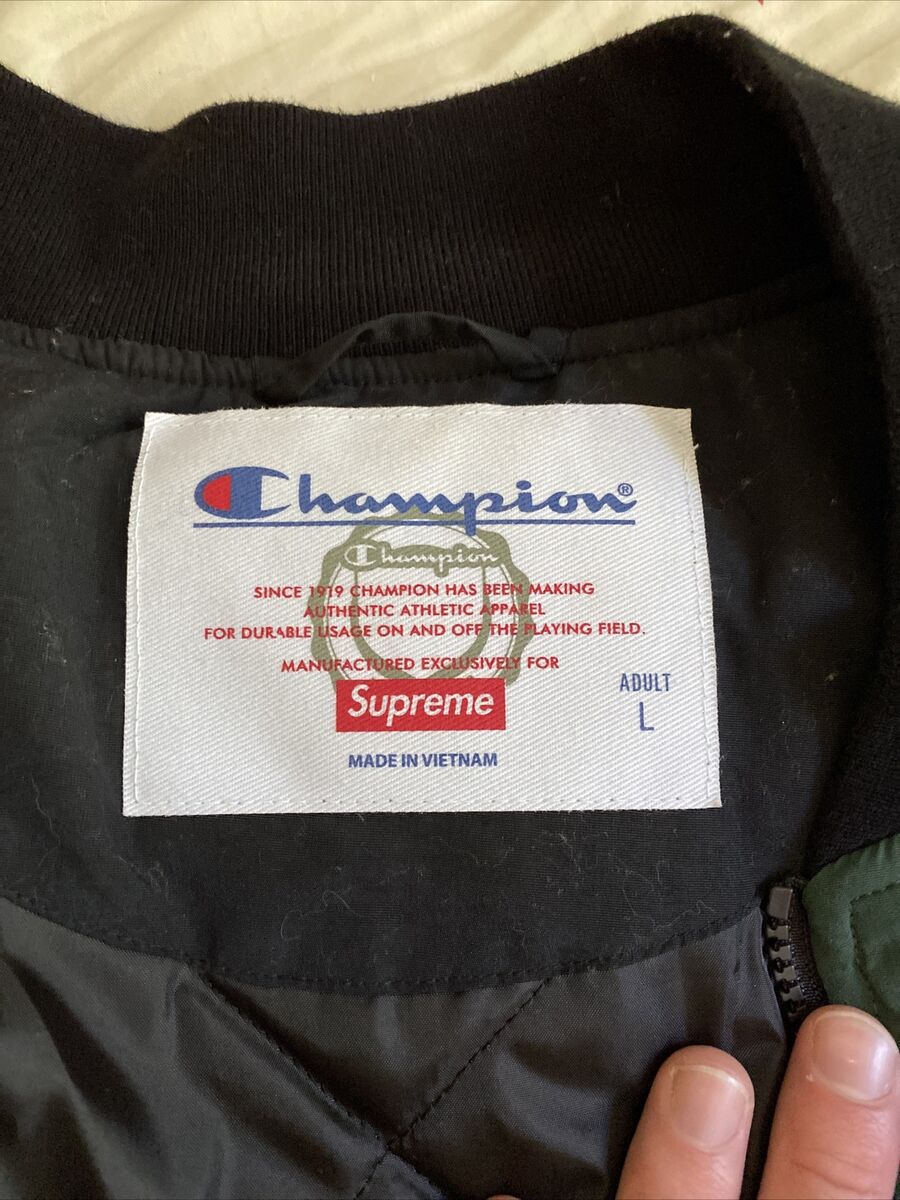 Champion®
Champion
SINCE 1919 CHAMPION HAS BEEN MAKING
AUTHENTIC ATHLETIC APPAREL
FOR DURABLE USAGE ON AND OFF THE PLAYING FIELD.
MANUFACTURED EXCLUSIVELY FOR
Supreme
ADULT
L
MADE IN VIETNAM